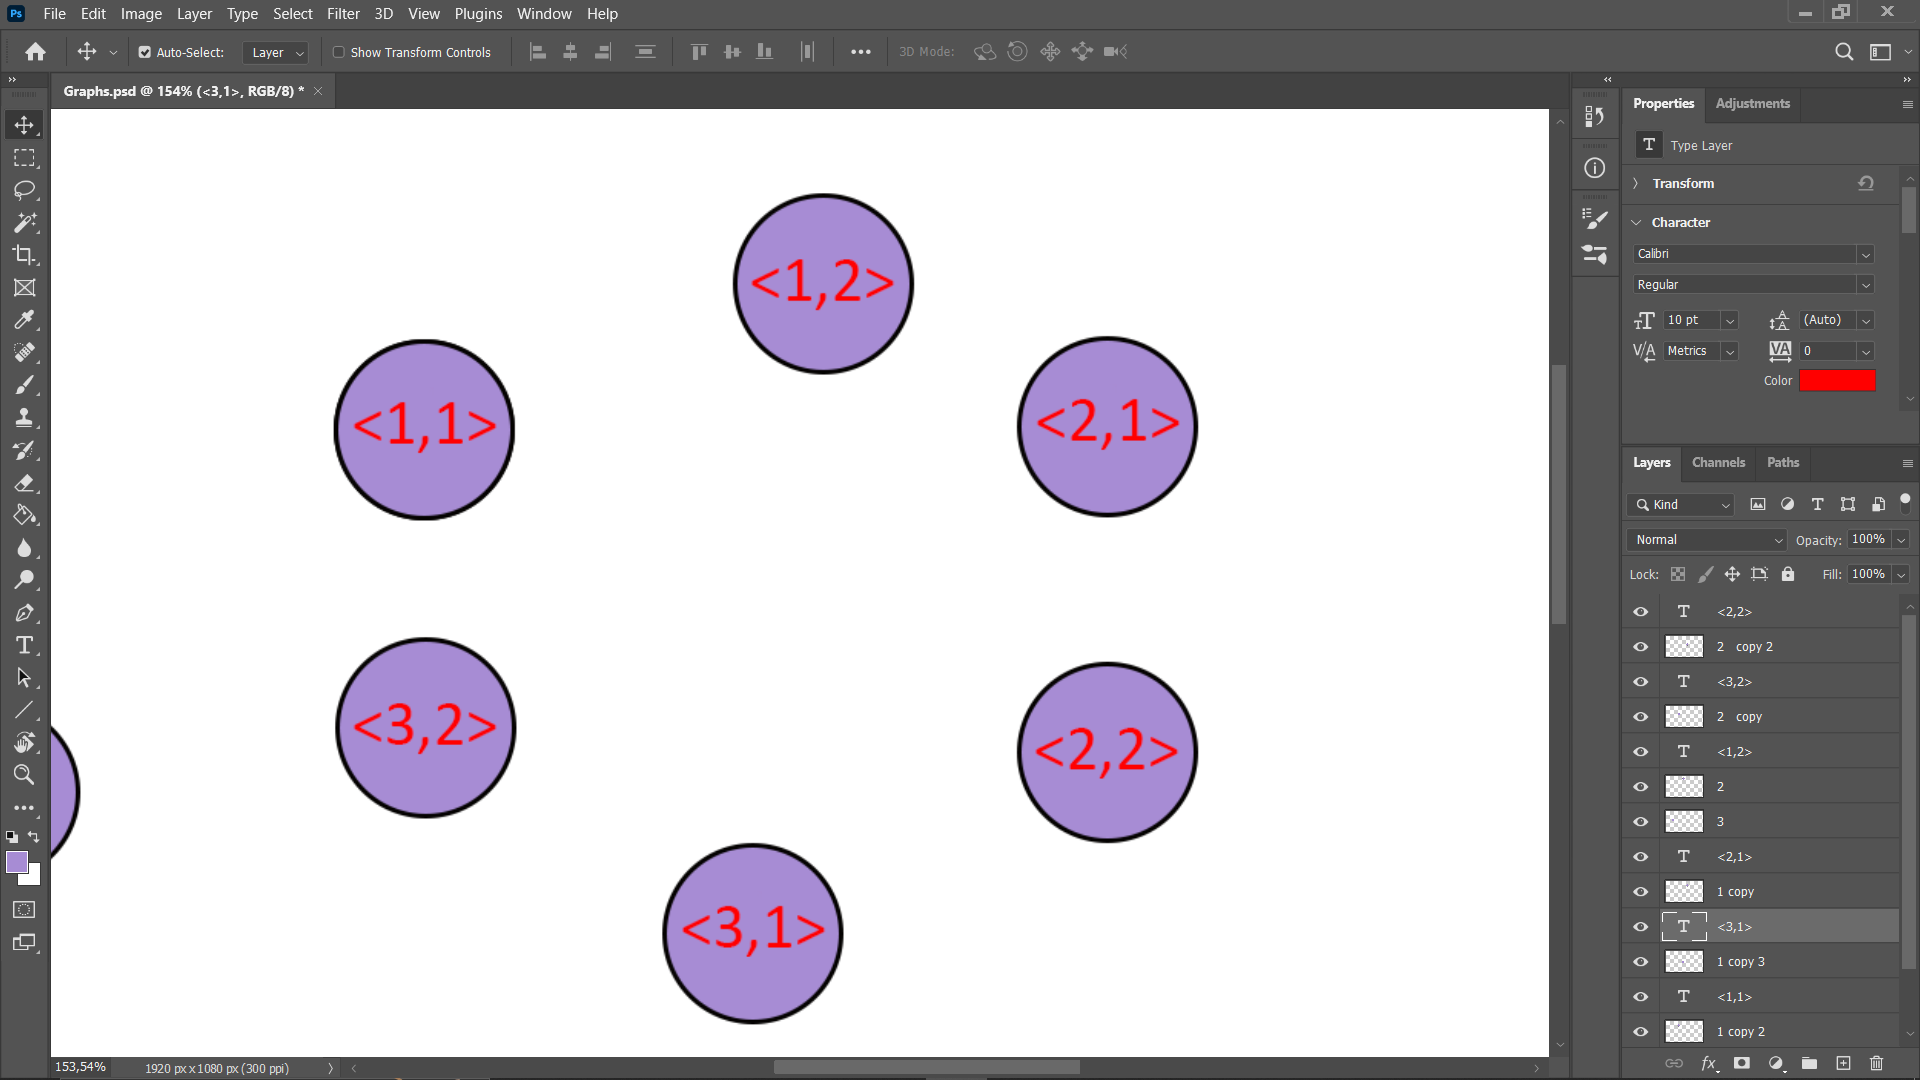 Ps File Edit Image Layer Type Select Filter 3D View Plugins Window Help
Auto-Select: Layer Show Transform Controls 3D Mode:
Graphs.psd @ 154% (<3,1>, RGB/8) *
<1,2>
<1,1>
<2,1>
<3,2>
<2,2>
<3,1>
153,54% 1920 px x 1080 px (300 ppi)
Properties Adjustments
T Type Layer
Transform
Character
Calibri
Regular
10 pt (Auto)
Metrics 0
Color
Layers Channels Paths
Kind
Normal Opacity: 100%
Lock: Fill: 100%
T <2,2>
2 copy 2
T <3,2>
2 copy
T <1,2>
2
3
T <2,1>
1 copy
T <3,1>
1 copy 3
T <1,1>
1 copy 2
fx